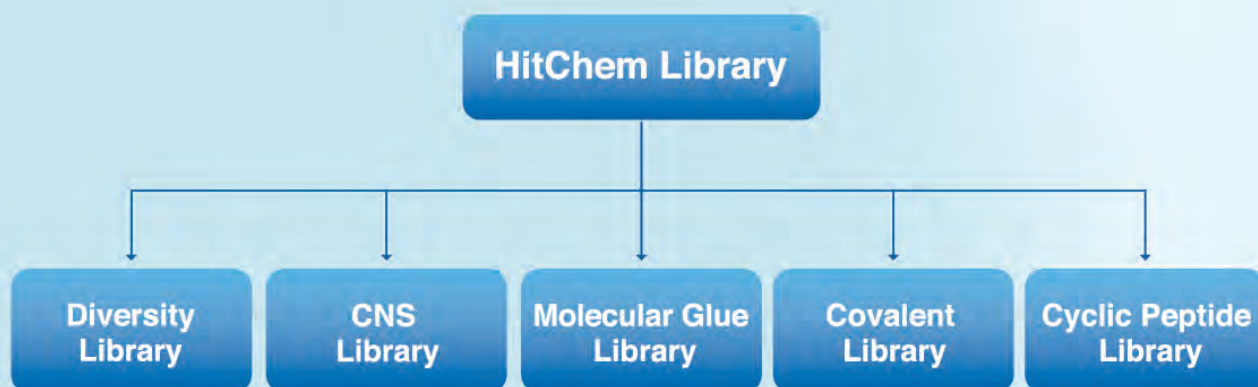 HitChem Library
Diversity
Library
CNS
Library
Molecular Glue
Library
Covalent
Library
Cyclic Peptide
Library